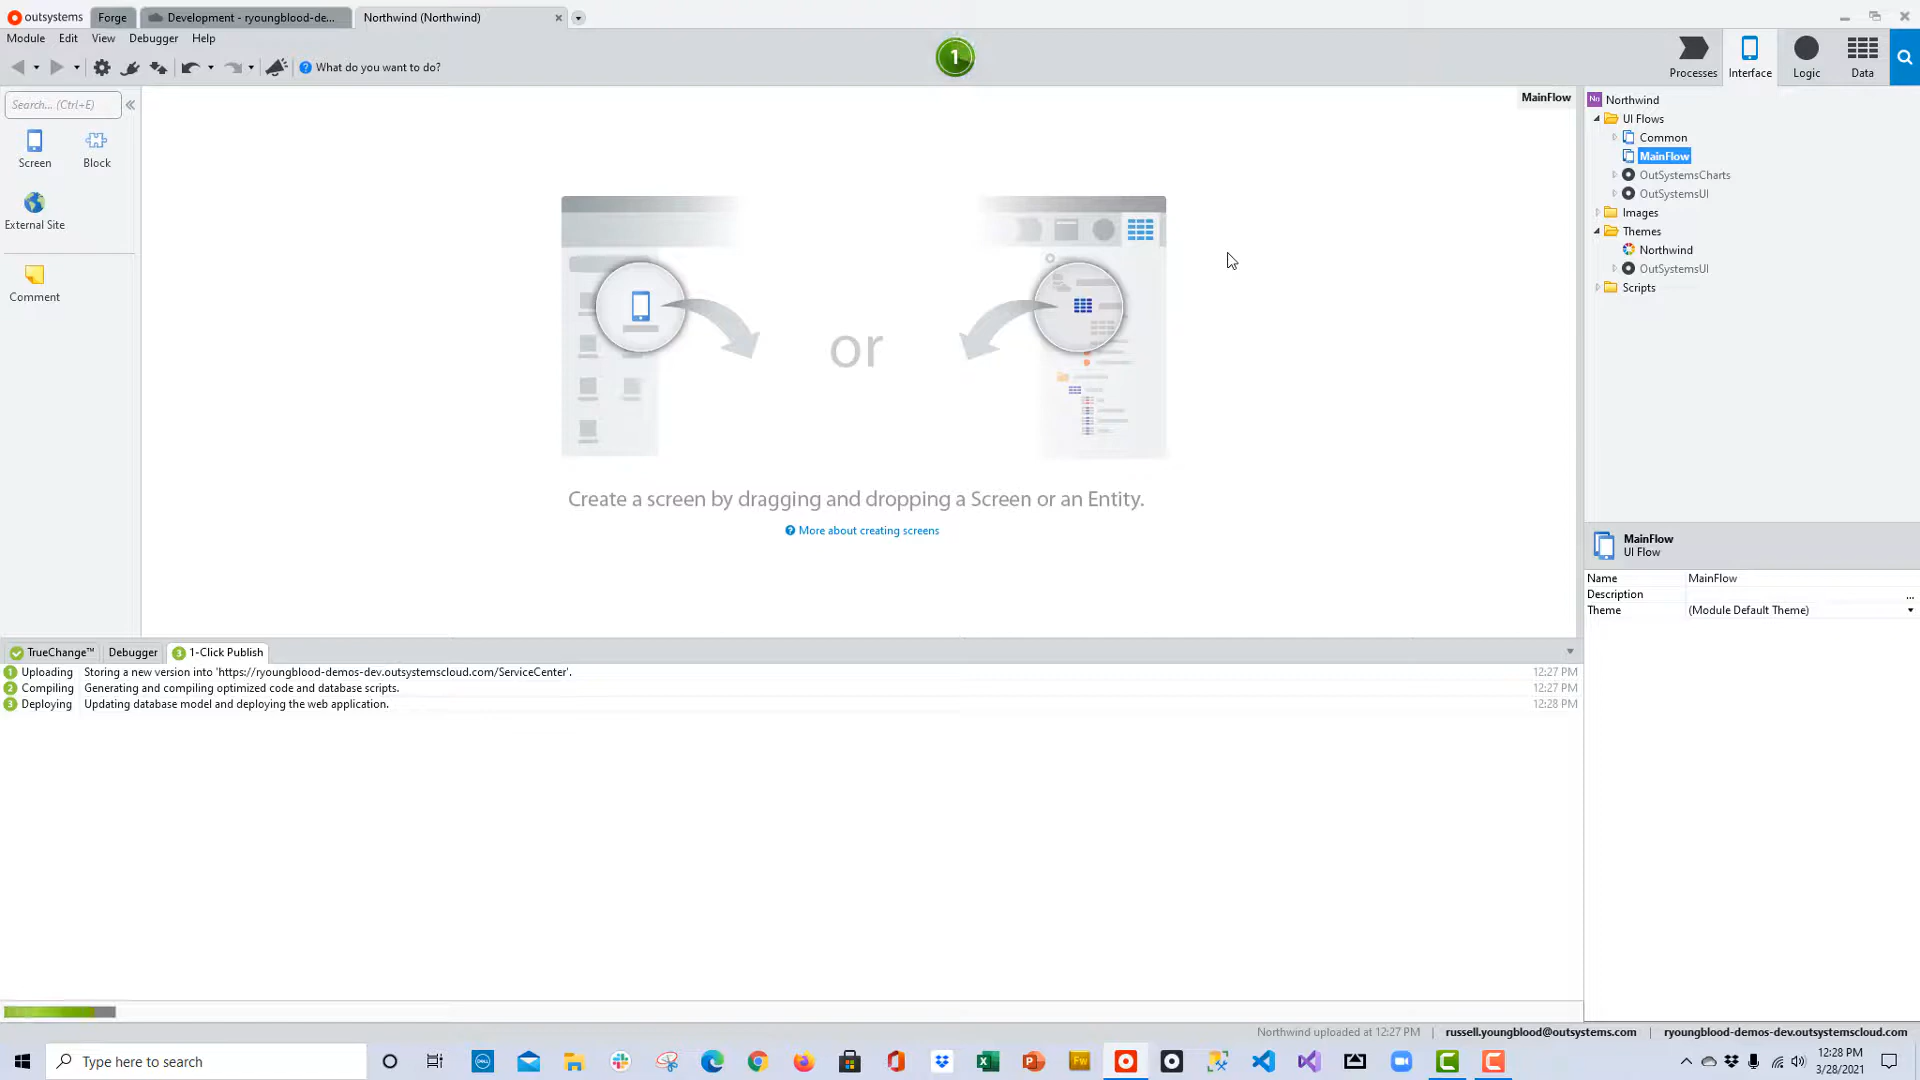 outsystems
Forge
Development - ryoungblood-de...
Northwind (Northwind)
Module Edit View Debugger Help
1
What do you want to do?
Processes
Interface
Logic
Data
Search... (Ctrl+E)
Screen
Block
External Site
Comment
MainFlow
or
Create a screen by dragging and dropping a Screen or an Entity.
More about creating screens
No Northwind
UI Flows
Common
MainFlow
OutSystemsCharts
OutSystemsUI
Images
Themes
Northwind
OutSystemsUI
Scripts
MainFlow
UI Flow
Name MainFlow
Description ...
Theme (Module Default Theme)
TrueChange™ Debugger 3 1-Click Publish
1 Uploading Storing a new version into 'https://ryoungblood-demos-dev.outsystemscloud.com/ServiceCenter'. 12:27 PM
2 Compiling Generating and compiling optimized code and database scripts. 12:27 PM
3 Deploying Updating database model and deploying the web application. 12:28 PM
Northwind uploaded at 12:27 PM russell.youngblood@outsystems.com ryoungblood-demos-dev.outsystemscloud.com
Type here to search
DELL
Fw
12:28 PM
3/28/2021